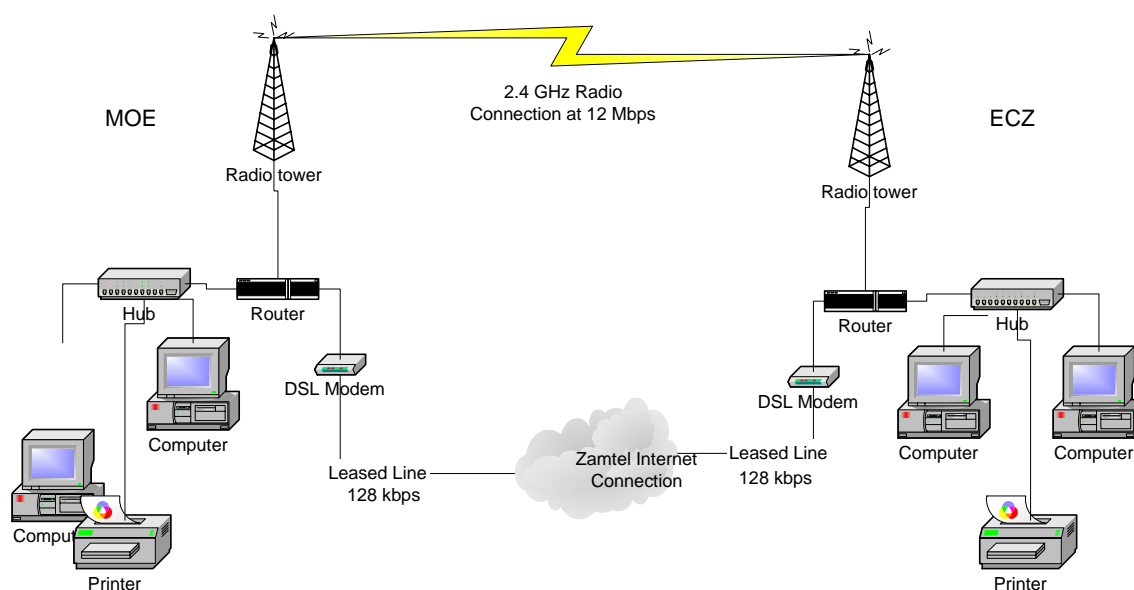 2.4 GHz Radio
Connection at 12 Mbps
MOE
ECZ
Radio tower
Radio tower
Hub
Router
Router
Hub
DSL Modem
DSL Modem
Computer
Computer
Computer
Zamtel Internet
Connection
Leased Line
128 kbps
Leased Line
128 kbps
Comput
Printer
Printer